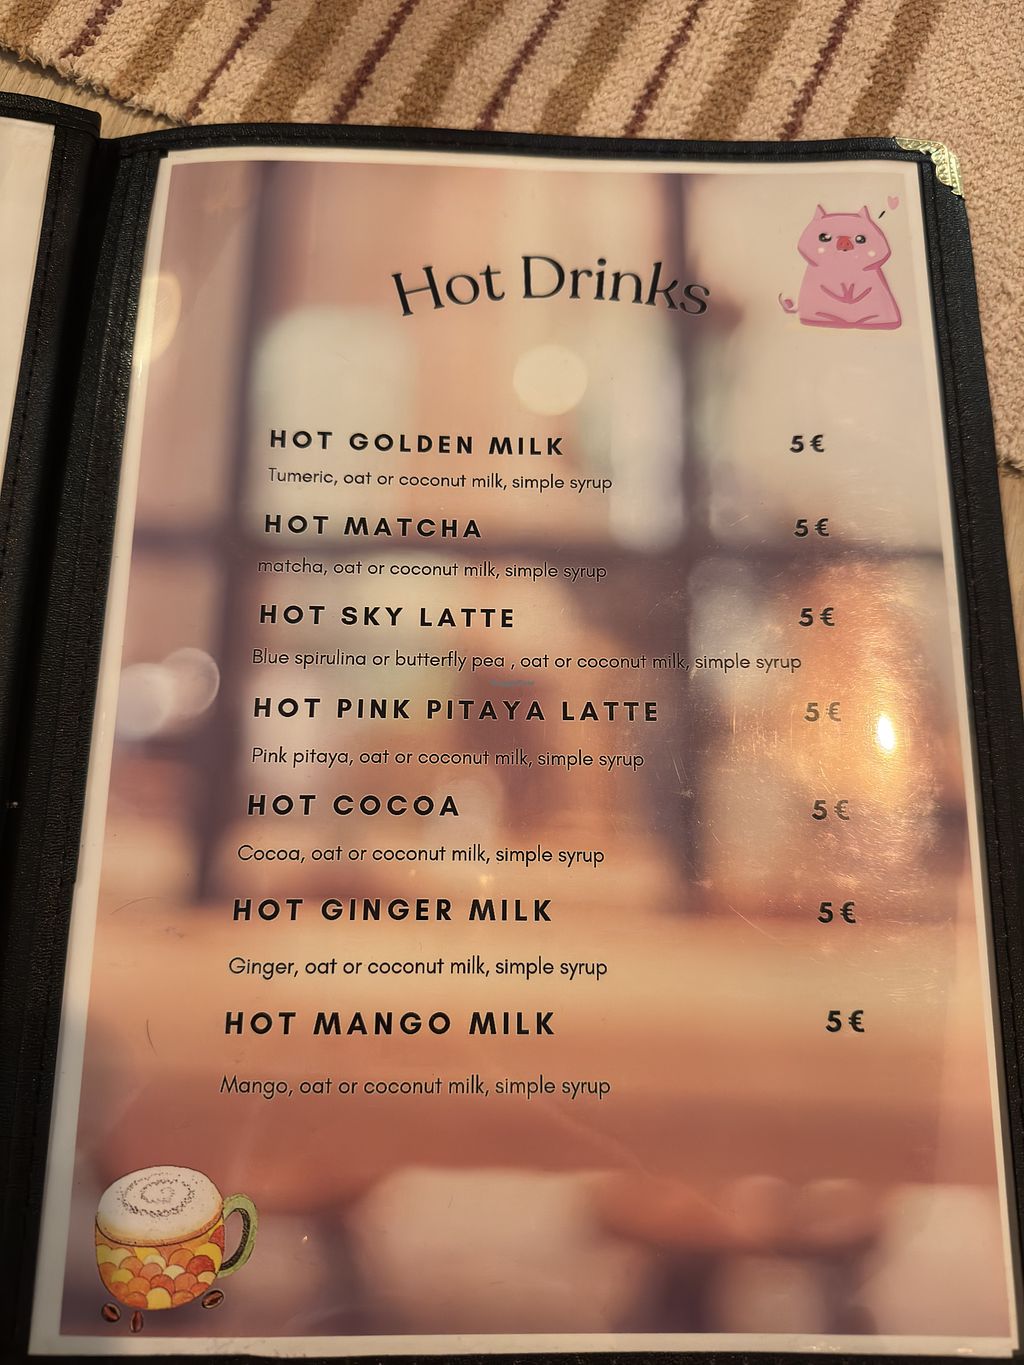 Hot Drinks
HOT GOLDEN MILK 5€
Tumeric, oat or coconut milk, simple syrup
HOT MATCHA 5€
matcha, oat or coconut milk, simple syrup
HOT SKY LATTE 5€
Blue spirulina or butterfly pea , oat or coconut milk, simple syrup
HOT PINK PITAYA LATTE 5€
Pink pitaya, oat or coconut milk, simple syrup
HOT COCOA 5€
Cocoa, oat or coconut milk, simple syrup
HOT GINGER MILK 5€
Ginger, oat or coconut milk, simple syrup
HOT MANGO MILK 5€
Mango, oat or coconut milk, simple syrup